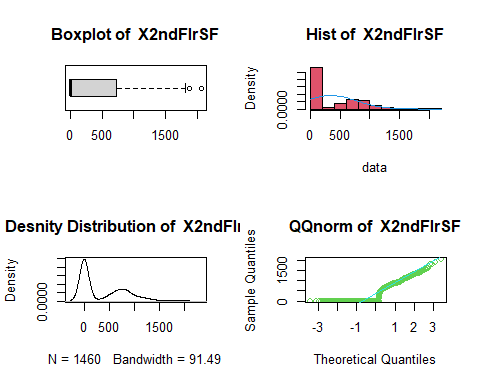 Boxplot of  X2ndFlrSF
0 500 1500
Hist of  X2ndFlrSF
Density
0.0000
0 500 1500
data
Desnity Distribution of  X2ndFlr
Density
0.0000
0 500 1500
N = 1460   Bandwidth = 91.49
QQnorm of  X2ndFlrSF
Sample Quantiles
0 1500
-3 -1 1 2 3
Theoretical Quantiles